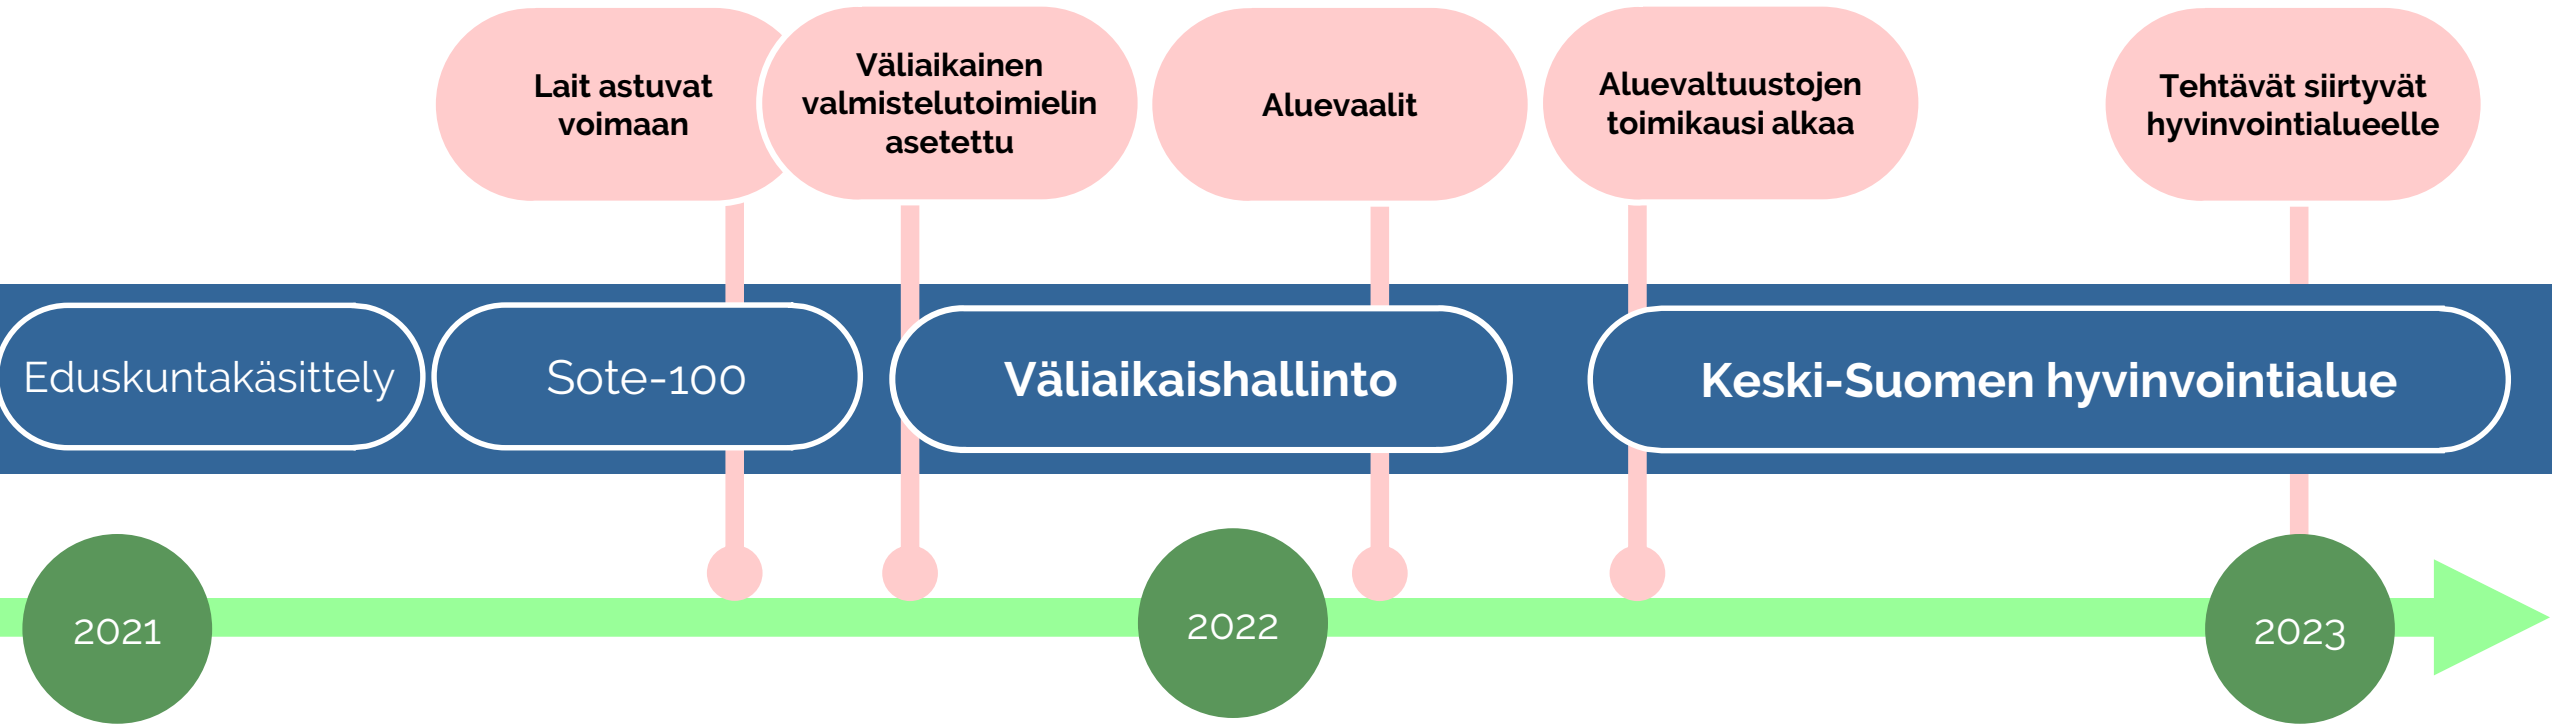 Lait astuvat
voimaan
Väliaikainen
valmistelutoimielin
asetettu
Aluevaalit
Aluevaltuustojen
toimikausi alkaa
Tehtävät siirtyvät
hyvinvointialueelle
Eduskuntakäsittely
Sote-100
Väliaikaishallinto
Keski-Suomen hyvinvointialue
2021
2022
2023